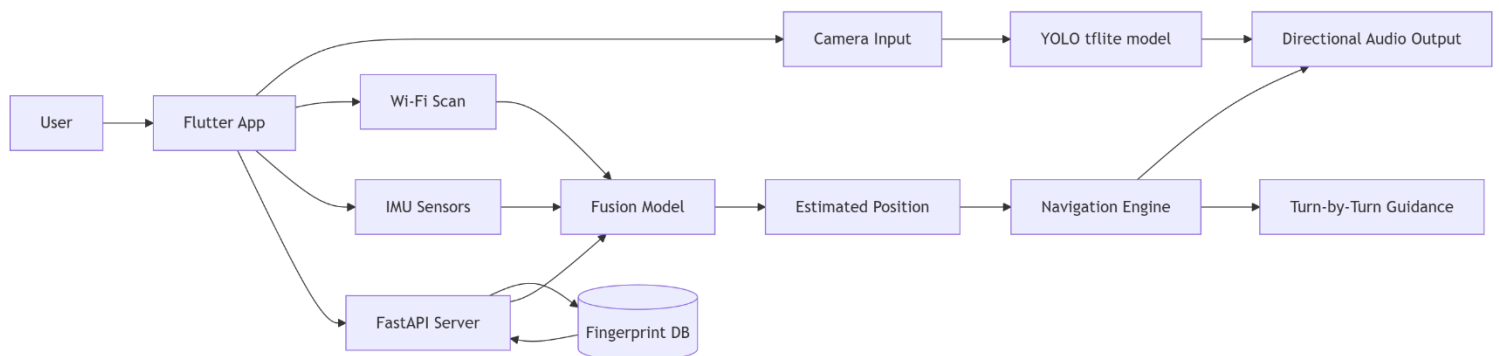 Camera Input
YOLO tflite model
Directional Audio Output
Wi-Fi Scan
User
Flutter App
IMU Sensors
Fusion Model
Estimated Position
Navigation Engine
Turn-by-Turn Guidance
FastAPI Server
Fingerprint DB